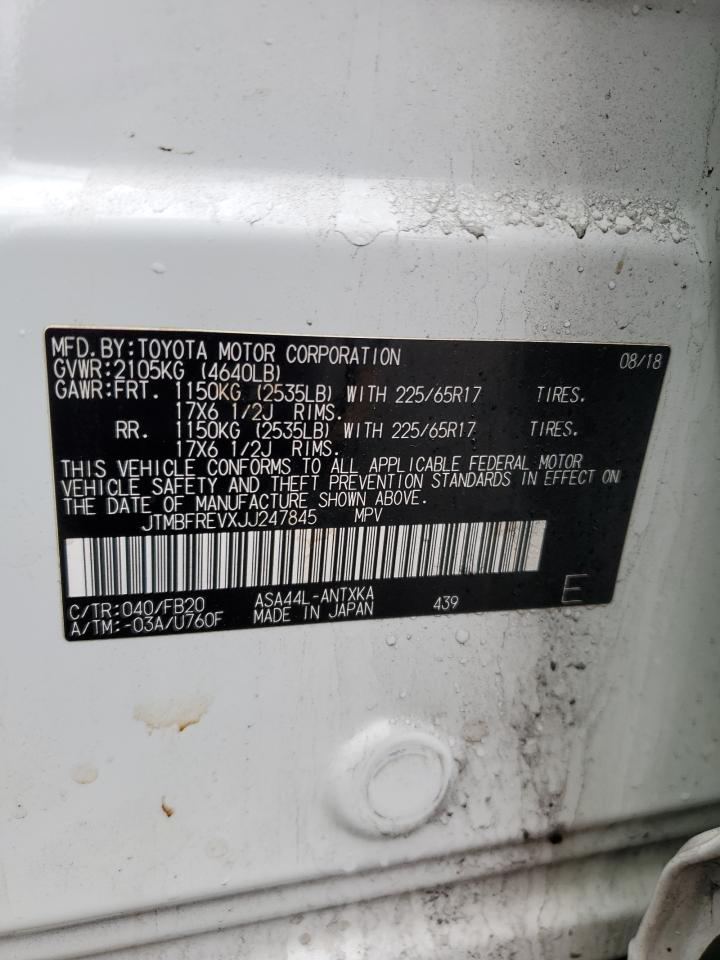 MFD.BY:TOYOTA MOTOR CORPORATION 08/18
GVWR:2105KG (4640LB)
GAWR:FRT. 1150KG (2535LB) WITH 225/65R17 TIRES.
17X6 1/2J RIMS.
RR. 1150KG (2535LB) WITH 225/65R17 TIRES.
17X6 1/2J RIMS.
THIS VEHICLE CONFORMS TO ALL APPLICABLE FEDERAL MOTOR
VEHICLE SAFETY AND THEFT PREVENTION STANDARDS IN EFFECT ON
THE DATE OF MANUFACTURE SHOWN ABOVE.
JTMBFREVXJJ247845 MPV
C/TR:040/FB20 ASA44L-ANTXKA 439 E
A/TM:-03A/U760F MADE IN JAPAN